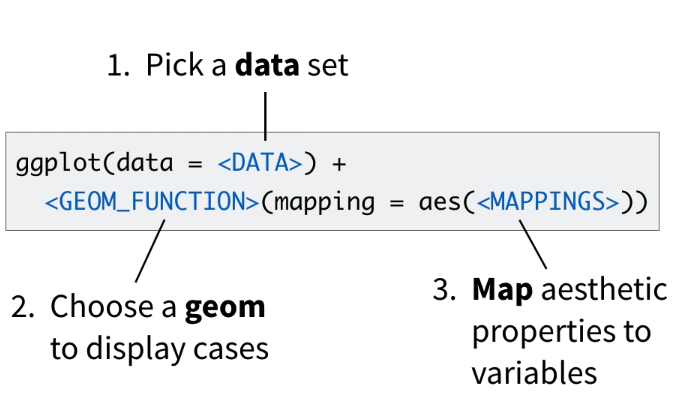 1. Pick a data set
ggplot(data = <DATA>) +
<GEOM_FUNCTION>(mapping = aes(<MAPPINGS>))
2. Choose a geom
to display cases
3. Map aesthetic
properties to
variables